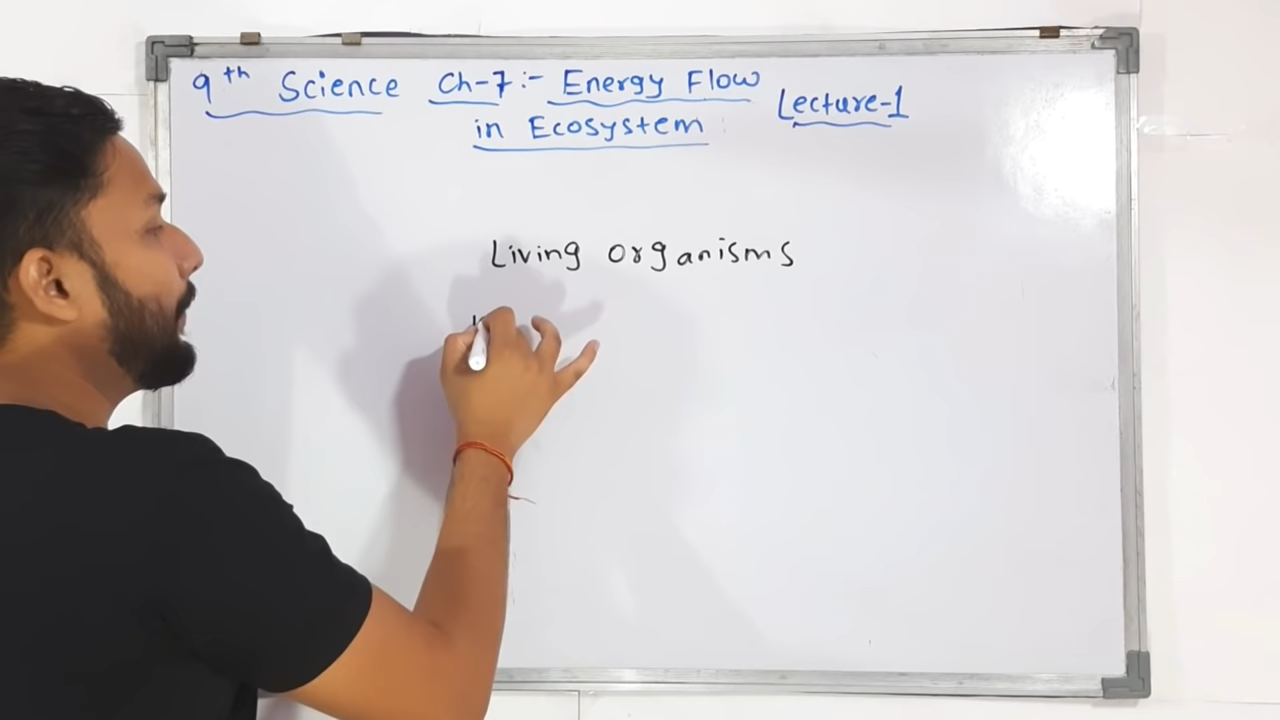 9th Science Ch-7:- Energy Flow
in Ecosystem
Lecture-1
Living organisms